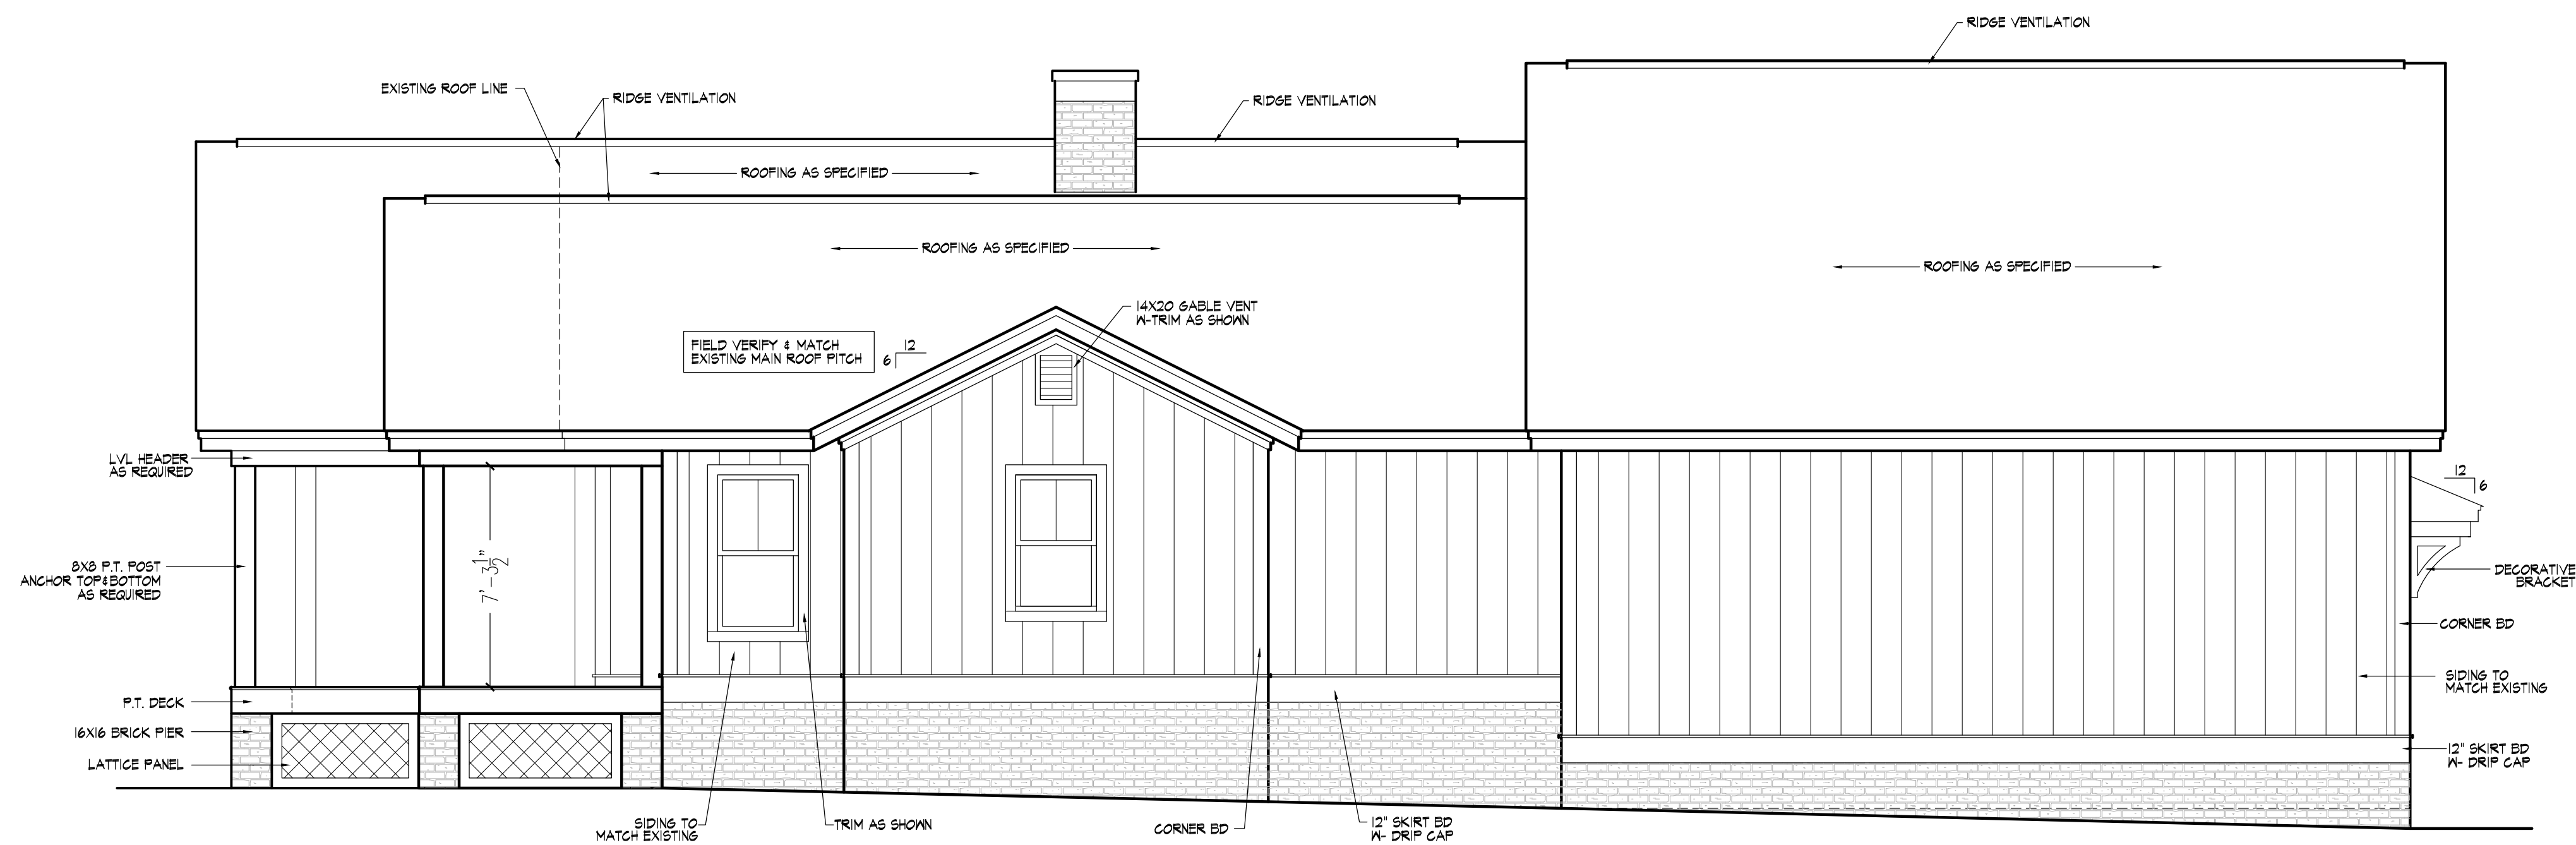 RIDGE VENTILATION
EXISTING ROOF LINE
RIDGE VENTILATION
RIDGE VENTILATION
ROOFING AS SPECIFIED
ROOFING AS SPECIFIED
ROOFING AS SPECIFIED
14X20 GABLE VENT
W-TRIM AS SHOWN
FIELD VERIFY & MATCH
EXISTING MAIN ROOF PITCH
12
6
LVL HEADER
AS REQUIRED
12
6
7'-3 1/2"
8X8 P.T. POST
ANCHOR TOP&BOTTOM
AS REQUIRED
DECORATIVE
BRACKET
CORNER BD
SIDING TO
MATCH EXISTING
P.T. DECK
16X16 BRICK PIER
LATTICE PANEL
12" SKIRT BD
W- DRIP CAP
SIDING TO
MATCH EXISTING
TRIM AS SHOWN
CORNER BD
12" SKIRT BD
W- DRIP CAP